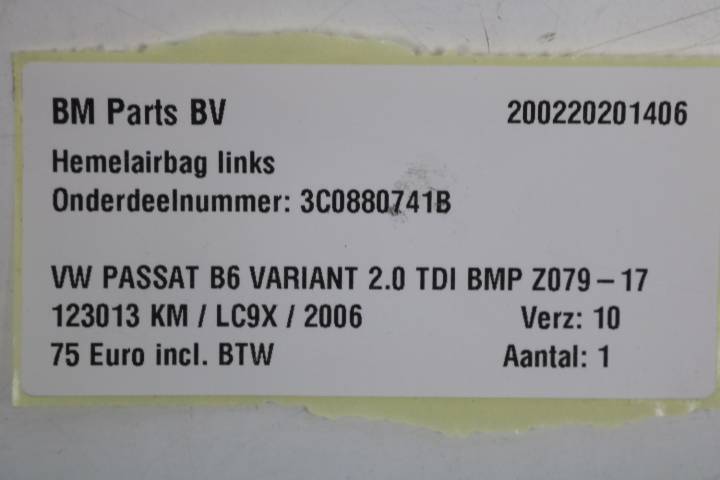 BM Parts BV 200220201406
Hemelairbag links
Onderdeelnummer: 3C0880741B
VW PASSAT B6 VARIANT 2.0 TDI BMP Z079-17
123013 KM / LC9X / 2006 Verz: 10
75 Euro incl. BTW Aantal: 1